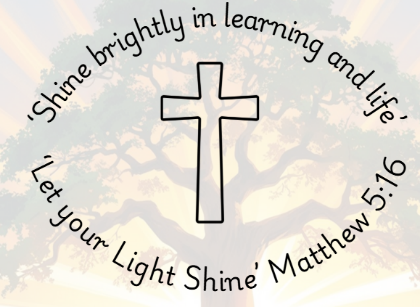 'Shine brightly in learning and life'
'Let your Light Shine' Matthew 5:16